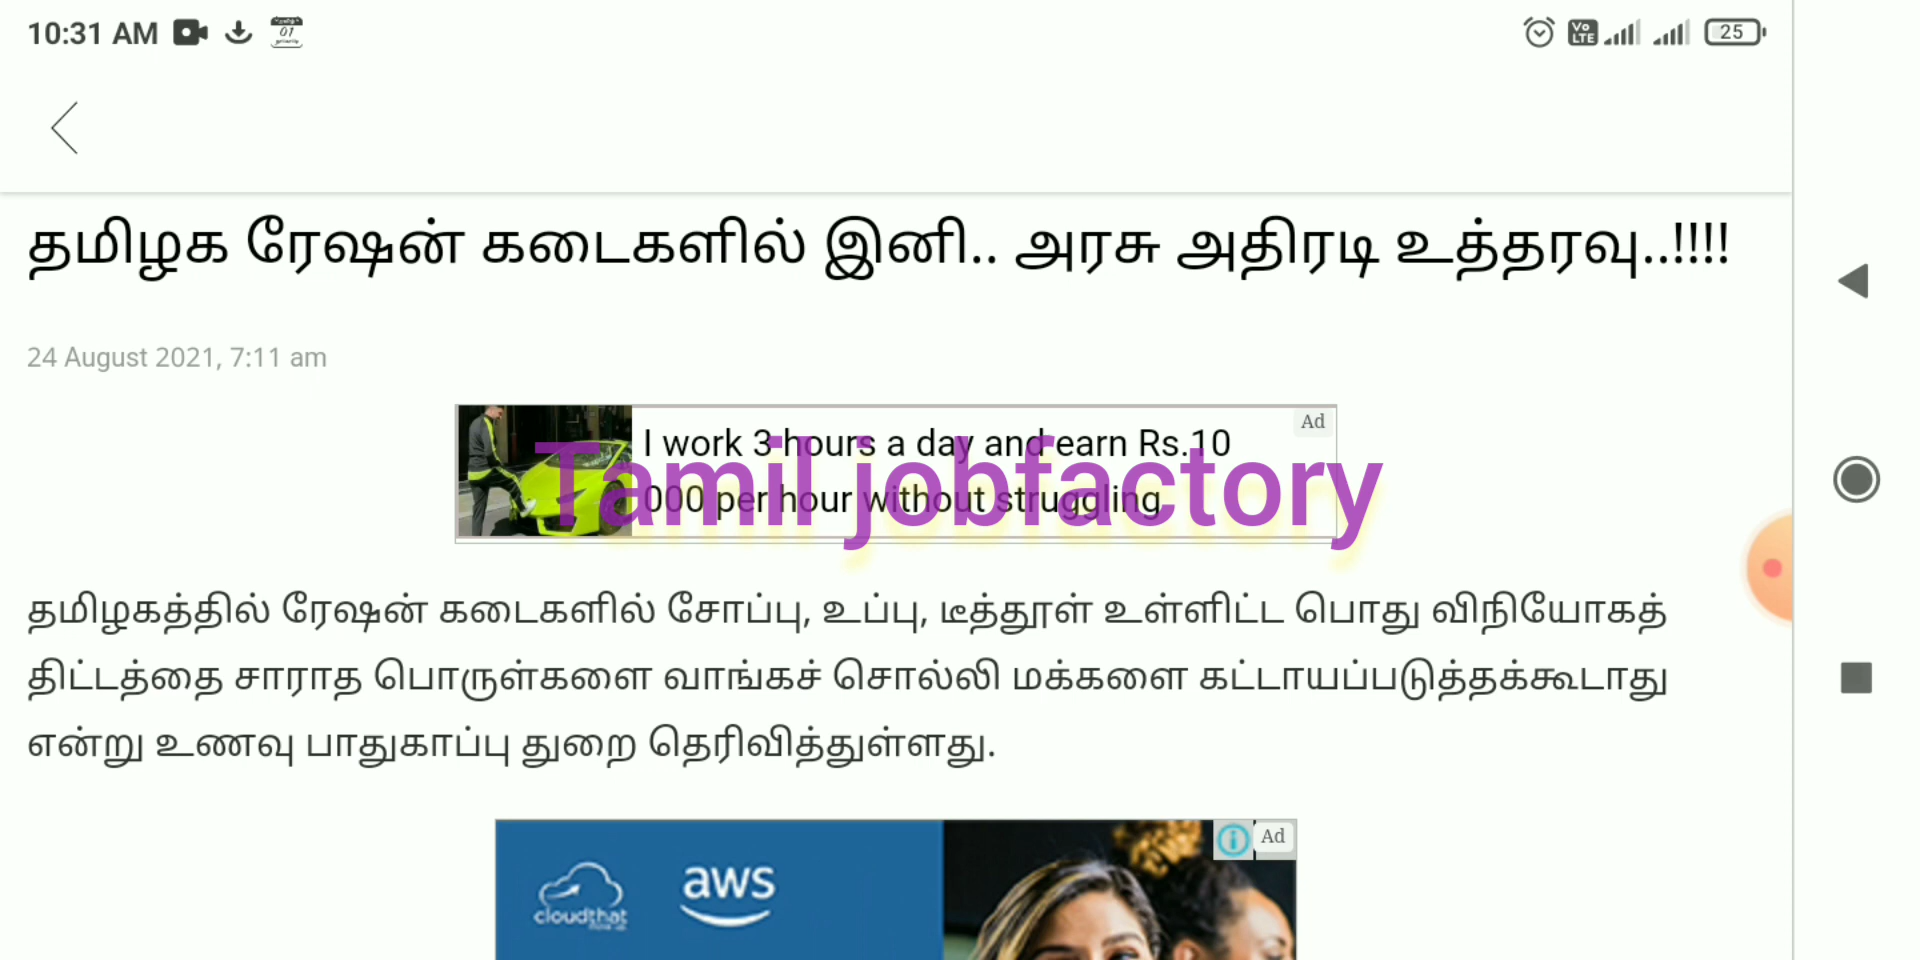 10:31 AM
01
Vo LTE
25
தமிழக ரேஷன் கடைகளில் இனி.. அரசு அதிரடி உத்தரவு..!!!!
24 August 2021, 7:11 am
Ad
I work 3 hours a day and earn Rs.10
000 per hour without struggling
Tamil jobfactory
தமிழகத்தில் ரேஷன் கடைகளில் சோப்பு, உப்பு, டீத்தூள் உள்ளிட்ட பொது விநியோகத்
திட்டத்தை சாராத பொருள்களை வாங்கச் சொல்லி மக்களை கட்டாயப்படுத்தக்கூடாது
என்று உணவு பாதுகாப்பு துறை தெரிவித்துள்ளது.
Ad
cloudthat
aws